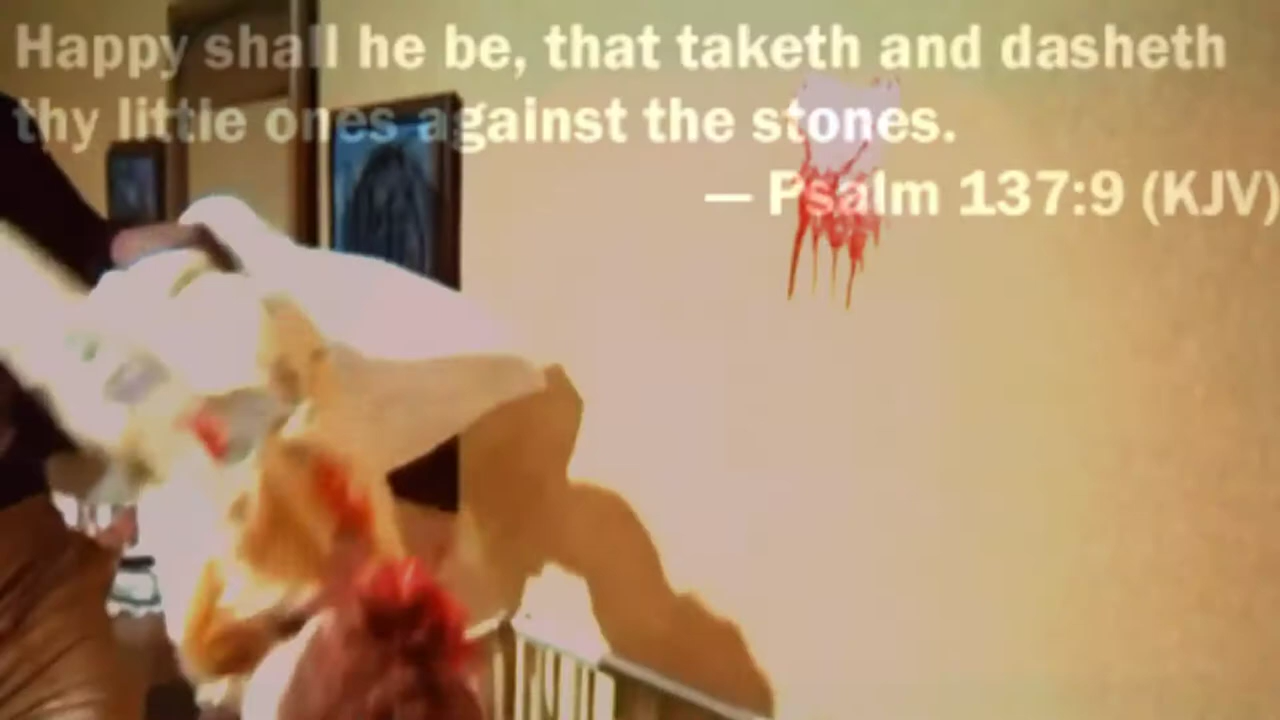 Happy shall he be, that taketh and dasheth
thy little ones against the stones.
— Psalm 137:9 (KJV)